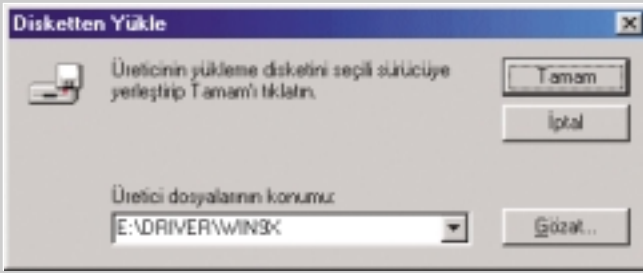 Disketten Yükle
Üreticinin yükleme disketini seçili sürücüye
yerleştirip Tamam'ı tıklatın.
Tamam
İptal
Üretici dosyalarının konumu:
E:\DRIVER\WIN9X
Gözat...